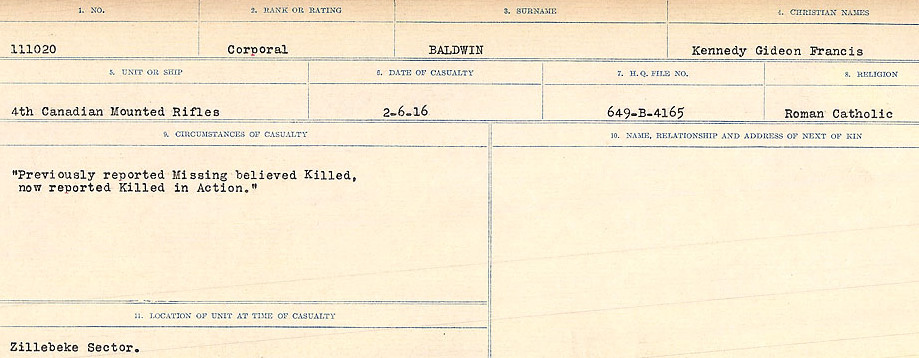 1. NO. 2. RANK OR RATING 3. SURNAME 4. CHRISTIAN NAMES
111020 Corporal BALDWIN Kennedy Gideon Francis
5. UNIT OR SHIP 6. DATE OF CASUALTY 7. H.Q. FILE NO. 8. RELIGION
4th Canadian Mounted Rifles 2-6-16 649-B-4165 Roman Catholic
9. CIRCUMSTANCES OF CASUALTY 10. NAME, RELATIONSHIP AND ADDRESS OF NEXT OF KIN
"Previously reported Missing believed Killed,
now reported Killed in Action."
11. LOCATION OF UNIT AT TIME OF CASUALTY
Zillebeke Sector.